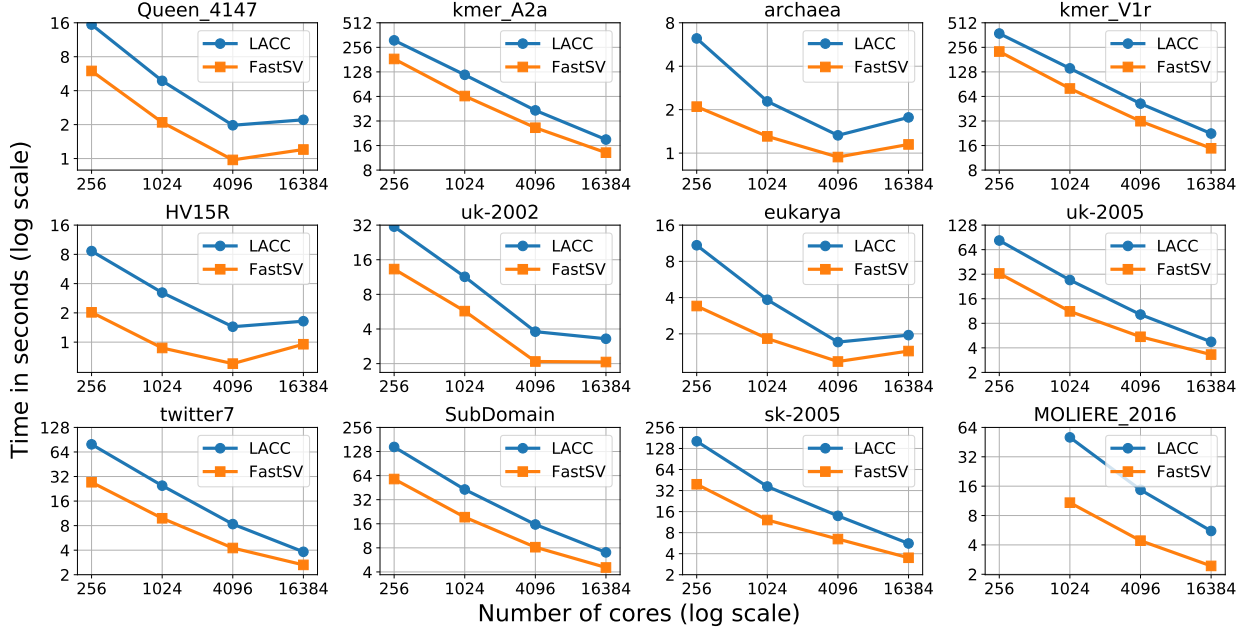 Queen_4147 kmer_A2a archaea kmer_V1r
16 8 4 2 1
LACC
FastSV
256 1024 4096 16384
512 256 128 64 32 16 8
LACC
FastSV
256 1024 4096 16384
8 4 2 1
LACC
FastSV
256 1024 4096 16384
512 256 128 64 32 16 8
LACC
FastSV
256 1024 4096 16384
Time in seconds (log scale)
HV15R uk-2002 eukarya uk-2005
16 8 4 2 1
LACC
FastSV
256 1024 4096 16384
32 16 8 4 2
LACC
FastSV
256 1024 4096 16384
16 8 4 2
LACC
FastSV
256 1024 4096 16384
128 64 32 16 8 4 2
LACC
FastSV
256 1024 4096 16384
twitter7 SubDomain sk-2005 MOLIERE_2016
128 64 32 16 8 4 2
LACC
FastSV
256 1024 4096 16384
256 128 64 32 16 8 4
LACC
FastSV
256 1024 4096 16384
256 128 64 32 16 8 4 2
LACC
FastSV
256 1024 4096 16384
64 32 16 8 4 2
LACC
FastSV
256 1024 4096 16384
Number of cores (log scale)